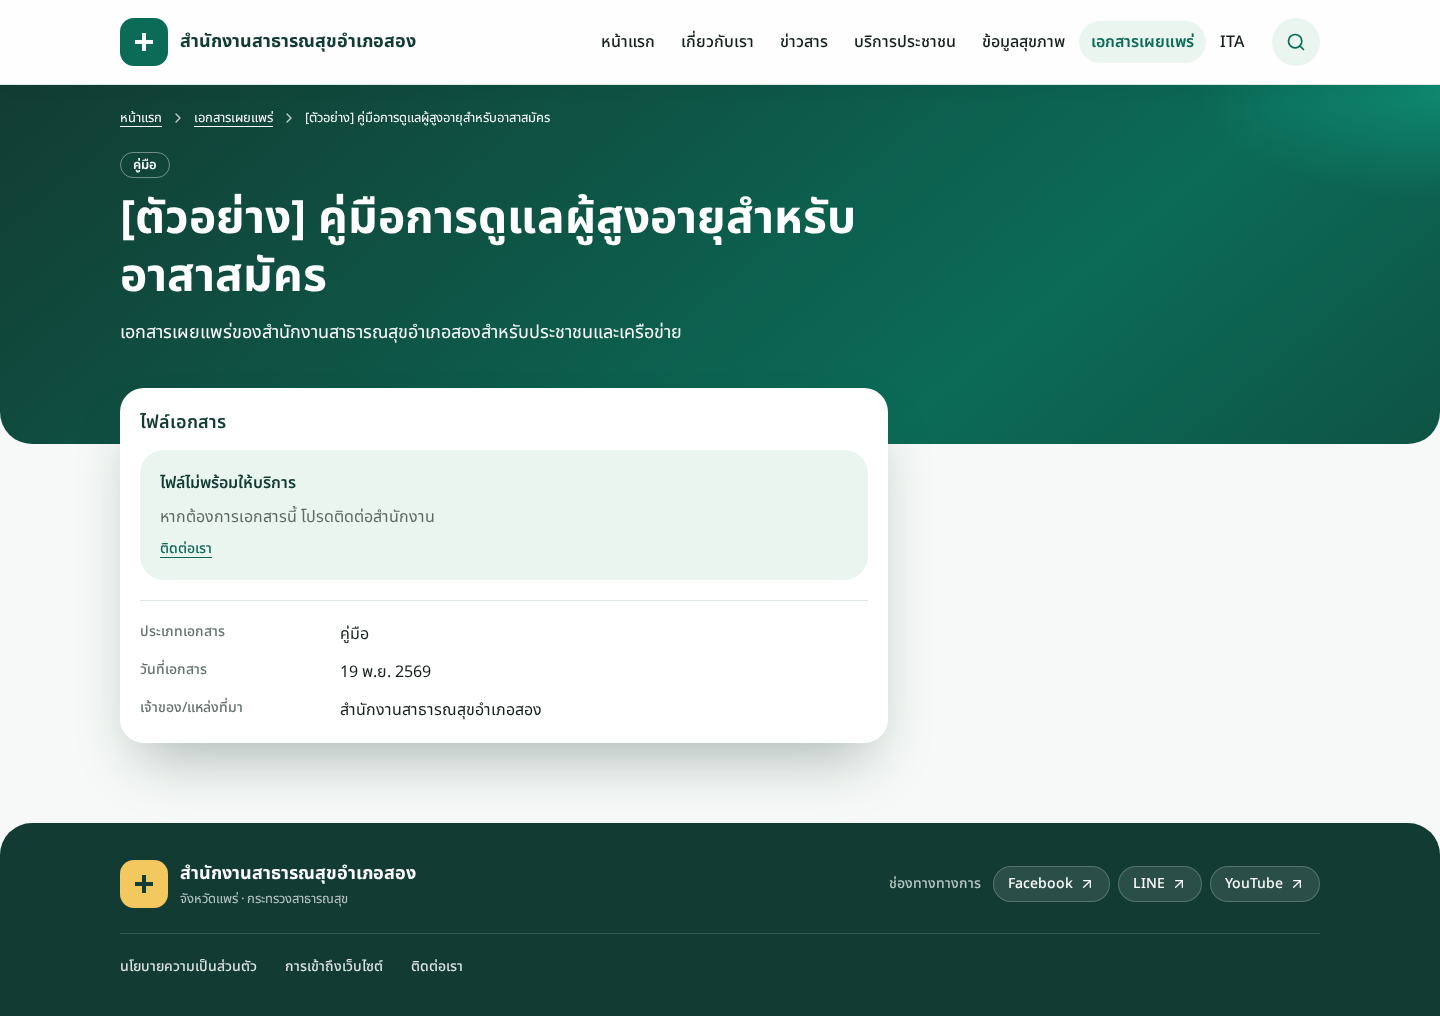 สำนักงานสาธารณสุขอำเภอสอง
หน้าแรก เกี่ยวกับเรา ข่าวสาร บริการประชาชน ข้อมูลสุขภาพ เอกสารเผยแพร่ ITA
หน้าแรก เอกสารเผยแพร่ [ตัวอย่าง] คู่มือการดูแลผู้สูงอายุสำหรับอาสาสมัคร
คู่มือ
[ตัวอย่าง] คู่มือการดูแลผู้สูงอายุสำหรับ
อาสาสมัคร
เอกสารเผยแพร่ของสำนักงานสาธารณสุขอำเภอสองสำหรับประชาชนและเครือข่าย
ไฟล์เอกสาร
ไฟล์ไม่พร้อมให้บริการ
หากต้องการเอกสารนี้ โปรดติดต่อสำนักงาน
ติดต่อเรา
ประเภทเอกสาร คู่มือ
วันที่เอกสาร 19 พ.ย. 2569
เจ้าของ/แหล่งที่มา สำนักงานสาธารณสุขอำเภอสอง
สำนักงานสาธารณสุขอำเภอสอง
จังหวัดแพร่ · กระทรวงสาธารณสุข
ช่องทางทางการ Facebook LINE YouTube
นโยบายความเป็นส่วนตัว การเข้าถึงเว็บไซต์ ติดต่อเรา